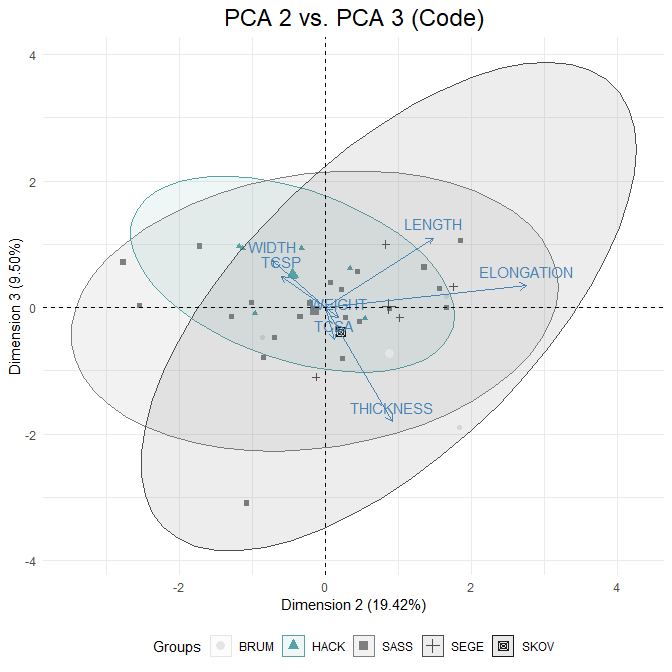 PCA 2 vs. PCA 3 (Code)
4
2
0
-2
-4
Dimension 3 (9.50%)
LENGTH
WIDTH
TCSP
ELONGATION
WEIGHT
TCSA
THICKNESS
-2
0
2
4
Dimension 2 (19.42%)
Groups BRUM HACK SASS SEGE SKOV